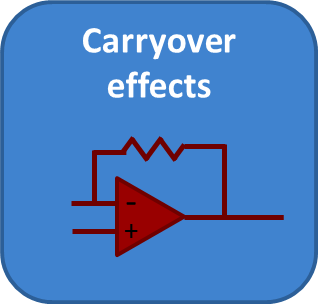 Carryover
effects
-
+